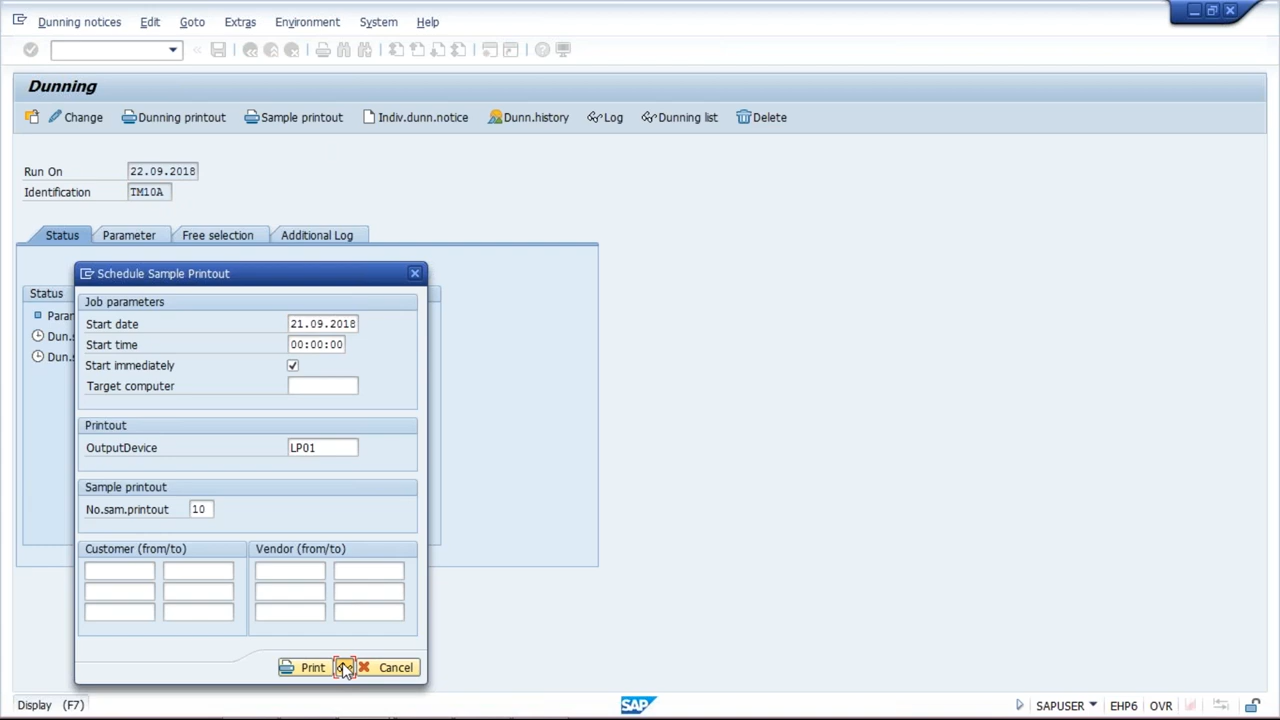 Dunning notices Edit Goto Extras Environment System Help
Dunning
Change Dunning printout Sample printout Indiv.dunn.notice Dunn.history Log Dunning list Delete
Run On 22.09.2018
Identification TM10A
Status Parameter Free selection Additional Log
Schedule Sample Printout
Status
Job parameters
Param
Start date 21.09.2018
Dun.s
Start time 00:00:00
Dun.s
Start immediately
Target computer
Printout
OutputDevice LP01
Sample printout
No.sam.printout 10
Customer (from/to) Vendor (from/to)
Print Cancel
Display (F7) SAP SAPUSER EHP6 OVR